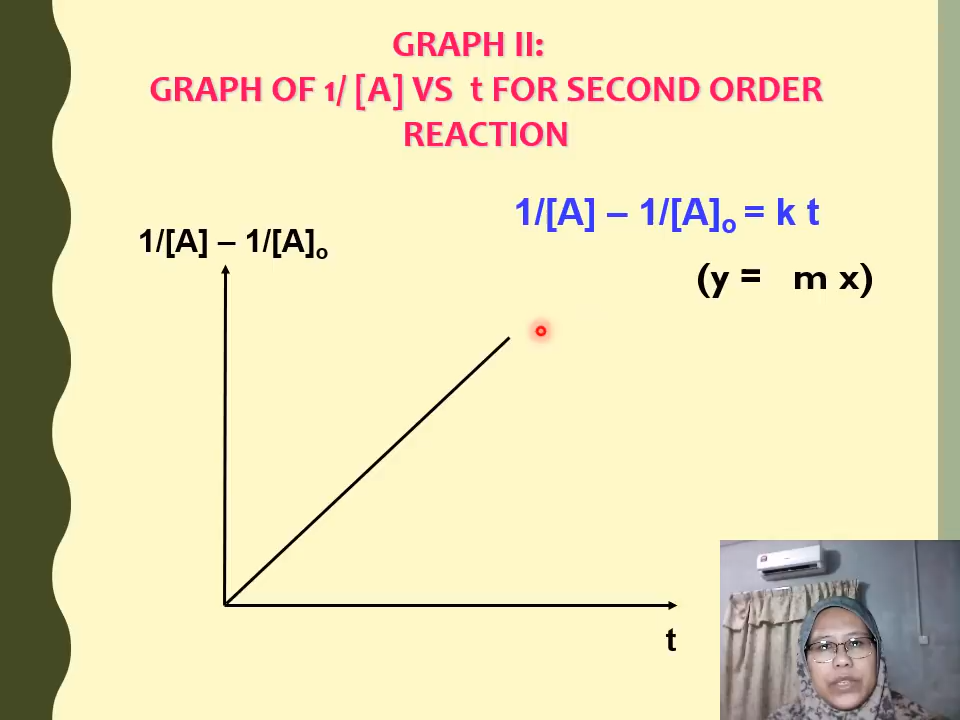 GRAPH II:
GRAPH OF 1/ [A] VS t FOR SECOND ORDER
REACTION
1/[A] – 1/[A]o = k t
1/[A] – 1/[A]o
(y = m x)
t